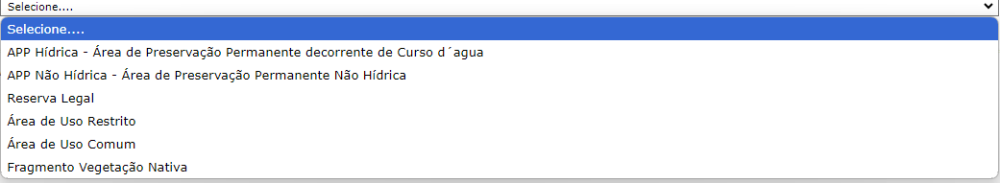 Selecione....
Selecione....
APP Hídrica - Área de Preservação Permanente decorrente de Curso d´agua
APP Não Hídrica - Área de Preservação Permanente Não Hídrica
Reserva Legal
Área de Uso Restrito
Área de Uso Comum
Fragmento Vegetação Nativa